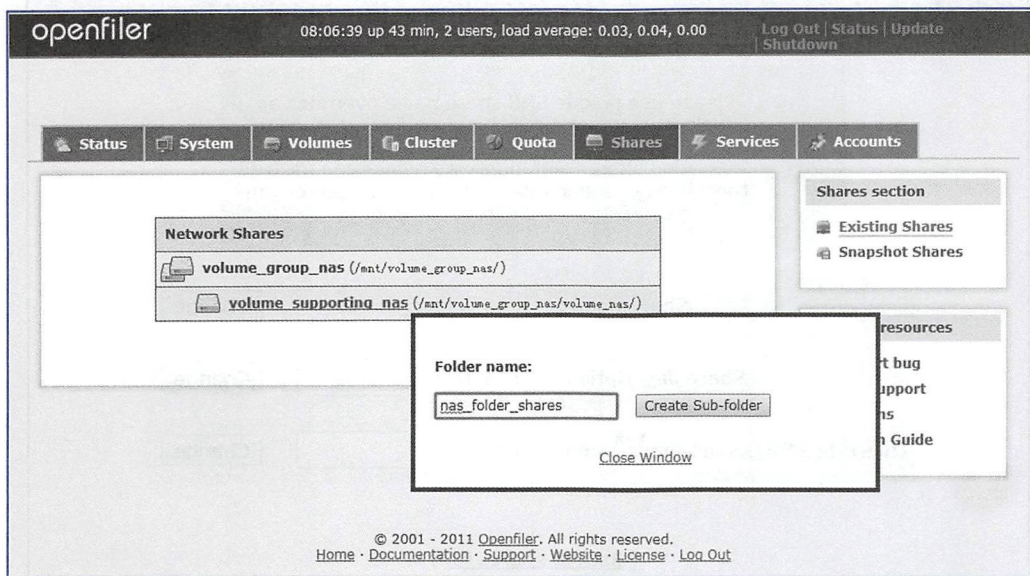 openfiler
08:06:39 up 43 min, 2 users, load average: 0.03, 0.04, 0.00
Log Out | Status | Update
| Shutdown
Status
System
Volumes
Cluster
Quota
Shares
Services
Accounts
Network Shares
volume_group_nas (/mnt/volume_group_nas/)
volume_supporting_nas (/mnt/volume_group_nas/volume_nas/)
Folder name:
nas_folder_shares
Create Sub-folder
Close Window
Shares section
Existing Shares
Snapshot Shares
resources
rt bug
upport
ns
n Guide
© 2001 - 2011 Openfiler. All rights reserved.
Home · Documentation · Support · Website · License · Log Out